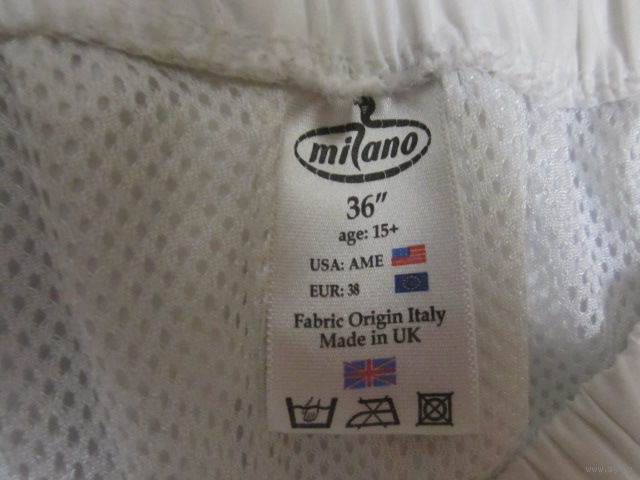 milano
36"
age: 15+
USA: AME
EUR: 38
Fabric Origin Italy
Made in UK